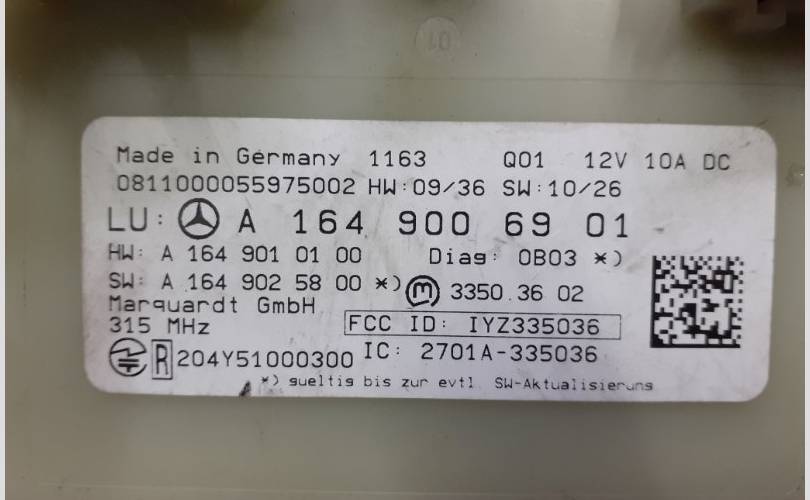 01
Made in Germany 1163 Q01 12V 10A DC
0811000055975002 HW:09/36 SW:10/26
LU: A 164 900 69 01
HW: A 164 901 01 00 Diag: 0B03 *)
SW: A 164 902 58 00 *) m 3350.36 02
Marquardt GmbH
315 MHz FCC ID: IYZ335036
R 204Y51000300 IC: 2701A-335036
*) gueltig bis zur evtl. SW-Aktualisierung